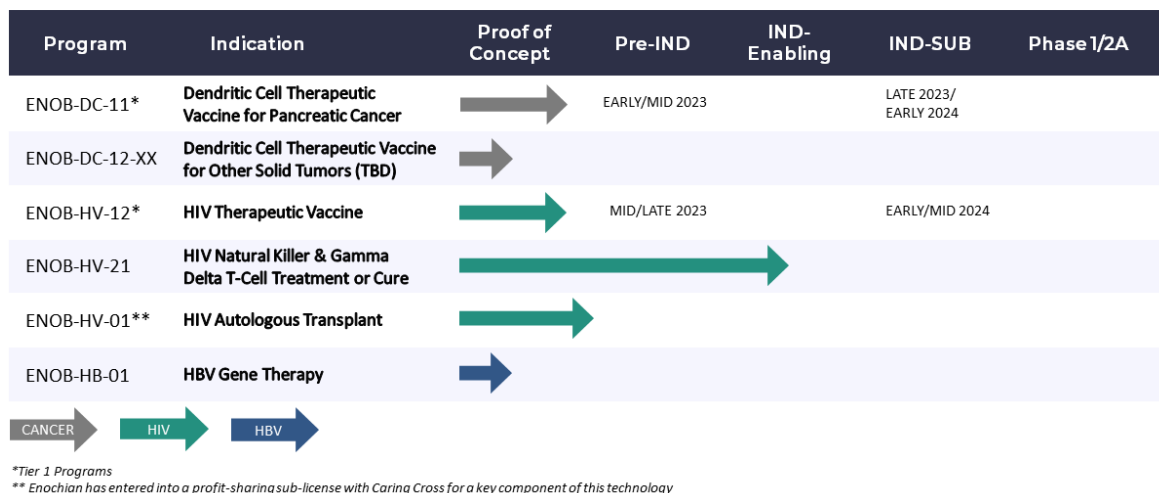 Program Indication Proof of Concept Pre-IND IND-Enabling IND-SUB Phase 1/2A
ENOB-DC-11* Dendritic Cell Therapeutic Vaccine for Pancreatic Cancer EARLY/MID 2023 LATE 2023/ EARLY 2024
ENOB-DC-12-XX Dendritic Cell Therapeutic Vaccine for Other Solid Tumors (TBD)
ENOB-HV-12* HIV Therapeutic Vaccine MID/LATE 2023 EARLY/MID 2024
ENOB-HV-21 HIV Natural Killer & Gamma Delta T-Cell Treatment or Cure
ENOB-HV-01** HIV Autologous Transplant
ENOB-HB-01 HBV Gene Therapy
CANCER HIV HBV
*Tier 1 Programs
** Enochian has entered into a profit-sharing sub-license with Caring Cross for a key component of this technology